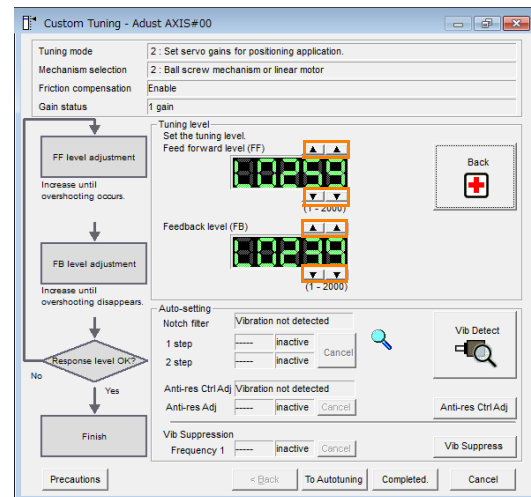 Custom Tuning - Adust AXIS#00
Tuning mode 2 : Set servo gains for positioning application.
Mechanism selection 2 : Ball screw mechanism or linear motor
Friction compensation Enable
Gain status 1 gain
FF level adjustment
Increase until
overshooting occurs.
FB level adjustment
Increase until
overshooting disappears.
Response level OK?
No
Yes
Finish
Tuning level
Set the tuning level.
Feed forward level (FF)
L0259
(1 - 2000)
Feedback level (FB)
L0299
(1 - 2000)
Back
Auto-setting
Notch filter Vibration not detected
1 step ----- inactive
2 step ----- inactive
Cancel
Vib Detect
Anti-res Ctrl Adj Vibration not detected
Anti-res Adj ----- inactive Cancel
Anti-res Ctrl Adj
Vib Suppression
Frequency 1 ----- inactive Cancel
Vib Suppress
Precautions
< Back
To Autotuning
Completed.
Cancel